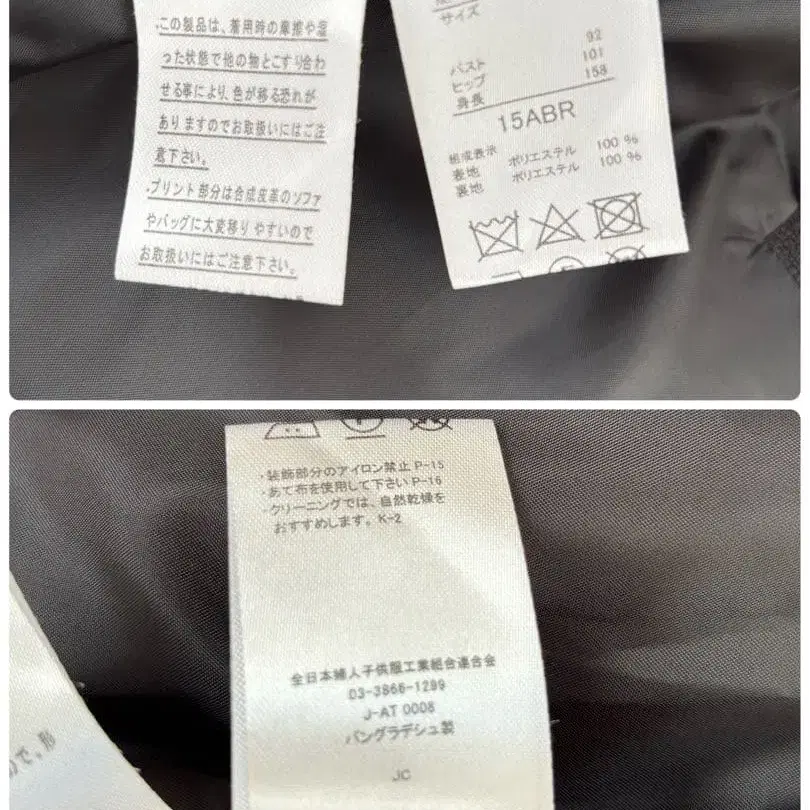 ・この製品は、着用時の摩擦や湿
った状態で他の物とこすり合わ
せる事により、色が移る恐れが
あり ますのでお取扱いにはご注
意下さい。
・プリント部分は合成皮革のソファ
やバッグに大変移り やすいので
お取扱いにはご注意下さい。
サイズ
バスト 92
ヒップ 101
身長 158
15ABR
組成表示
表地 ポリエステル 100 %
裏地 ポリエステル 100 %
・装飾部分のアイロン禁止 P-15
・あて布を使用して下さい P-16
・クリーニングでは、自然乾燥を
おすすめします。K-2
全日本婦人子供服工業組合連合会
03-3866-1299
J-AT 0008
バングラデシュ製
JC
ので、形